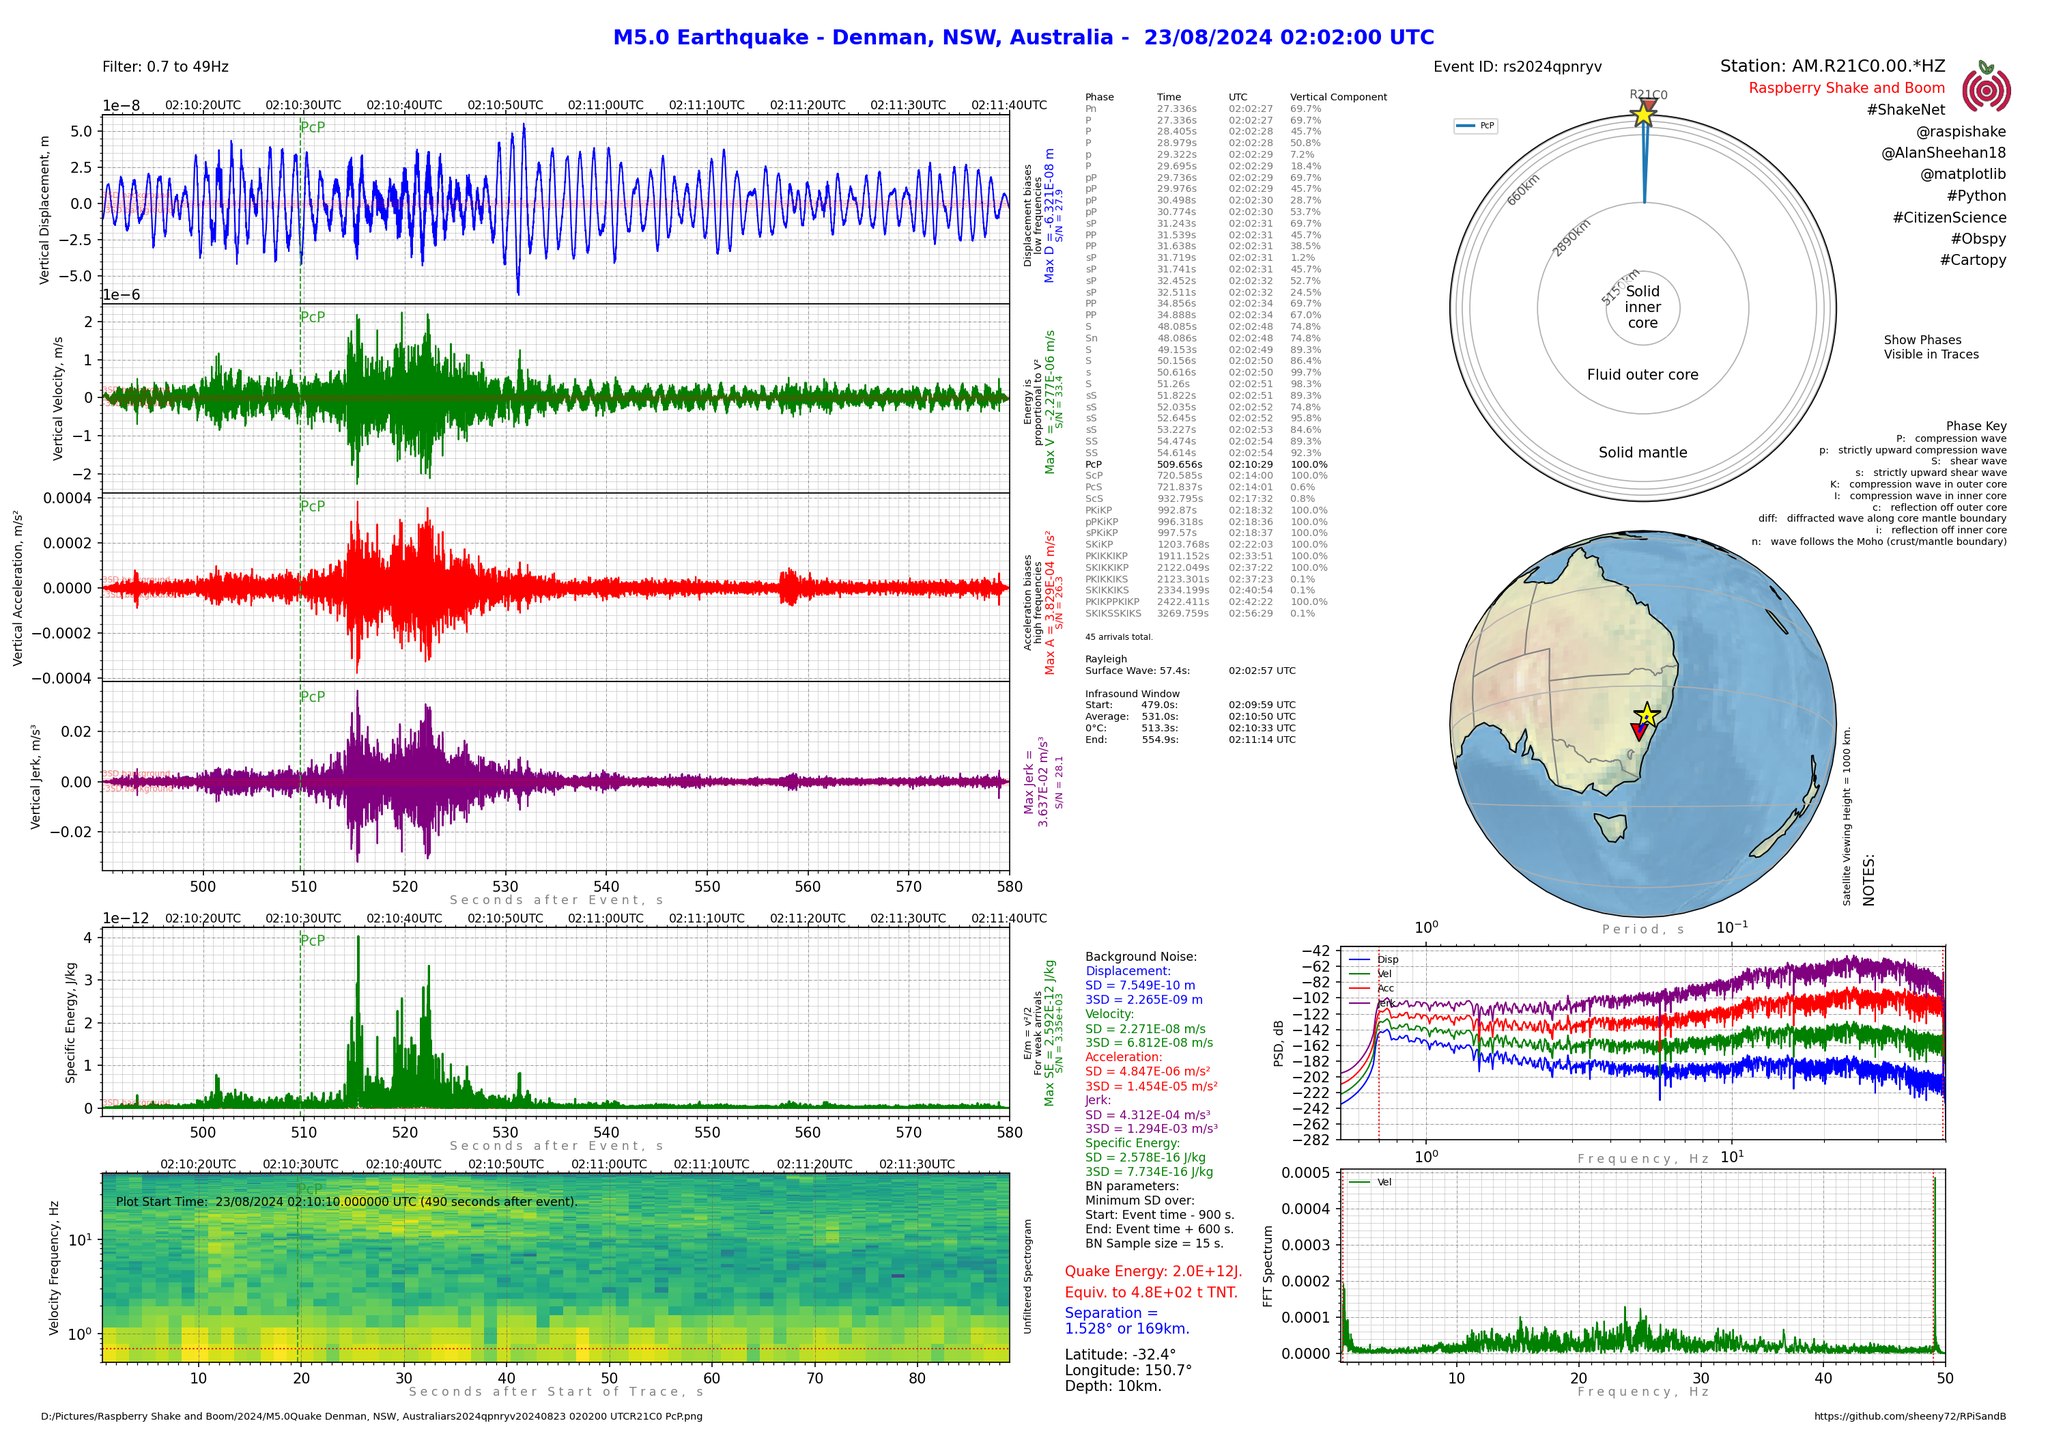 M5.0 Earthquake - Denman, NSW, Australia -  23/08/2024 02:02:00 UTC
Filter: 0.7 to 49Hz
Event ID: rs2024qpnryv
Station: AM.R21C0.00.*HZ
Raspberry Shake and Boom
#ShakeNet
@raspishake
@AlanSheehan18
@matplotlib
#Python
#CitizenScience
#Obspy
#Cartopy
Show Phases
Visible in Traces
Phase Key
P:   compression wave
p:   strictly upward compression wave
S:   shear wave
s:   strictly upward shear wave
K:   compression wave in outer core
I:   compression wave in inner core
c:   reflection off outer core
diff:   diffracted wave along core mantle boundary
i:   reflection off inner core
n:   wave follows the Moho (crust/mantle boundary)
1e−8 02:10:20UTC 02:10:30UTC 02:10:40UTC 02:10:50UTC 02:11:00UTC 02:11:10UTC 02:11:20UTC 02:11:30UTC 02:11:40UTC
Vertical Displacement, m
5.0
2.5
0.0
−2.5
−5.0
PcP
Displacement biases
low frequencies
Max D = -6.321E-08 m
S/N = 27.9
1e−6
Vertical Velocity, m/s
2
1
0
−1
−2
PcP
Energy is
proportional to v²
Max V = -2.277E-06 m/s
S/N = 33.4
Vertical Acceleration, m/s²
0.0004
0.0002
0.0000
−0.0002
−0.0004
PcP
Acceleration biases
high frequencies
Max A = 3.829E-04 m/s²
S/N = 26.3
Vertical Jerk, m/s³
0.02
0.00
−0.02
PcP
Max Jerk =
3.637E-02 m/s³
S/N = 28.1
500 510 520 530 540 550 560 570 580
Seconds after Event, s
1e−12 02:10:20UTC 02:10:30UTC 02:10:40UTC 02:10:50UTC 02:11:00UTC 02:11:10UTC 02:11:20UTC 02:11:30UTC 02:11:40UTC
Specific Energy, J/kg
4
3
2
1
0
PcP
E/m = v²/2
For weak arrivals
Max SE = 2.592E-12 J/kg
S/N = 3.35e+03
500 510 520 530 540 550 560 570 580
Seconds after Event, s
02:10:20UTC 02:10:30UTC 02:10:40UTC 02:10:50UTC 02:11:00UTC 02:11:10UTC 02:11:20UTC 02:11:30UTC
Velocity Frequency, Hz
10¹
10⁰
PcP
Plot Start Time:  23/08/2024 02:10:10.000000 UTC (490 seconds after event).
Unfiltered Spectrogram
10 20 30 40 50 60 70 80
Seconds after Start of Trace, s
Phase Time UTC Vertical Component
Pn 27.336s 02:02:27 69.7%
P 27.336s 02:02:27 69.7%
P 28.405s 02:02:28 45.7%
P 28.979s 02:02:28 50.8%
p 29.322s 02:02:29 7.2%
P 29.695s 02:02:29 18.4%
pP 29.736s 02:02:29 69.7%
pP 29.976s 02:02:29 45.7%
pP 30.498s 02:02:30 28.7%
pP 30.774s 02:02:30 53.7%
sP 31.243s 02:02:31 69.7%
PP 31.539s 02:02:31 45.7%
PP 31.638s 02:02:31 38.5%
sP 31.719s 02:02:31 1.2%
sP 31.741s 02:02:31 45.7%
sP 32.452s 02:02:32 52.7%
sP 32.511s 02:02:32 24.5%
PP 34.856s 02:02:34 69.7%
PP 34.888s 02:02:34 67.0%
S 48.085s 02:02:48 74.8%
Sn 48.086s 02:02:48 74.8%
S 49.153s 02:02:49 89.3%
S 50.156s 02:02:50 86.4%
s 50.616s 02:02:50 99.7%
S 51.26s 02:02:51 98.3%
sS 51.822s 02:02:51 89.3%
sS 52.035s 02:02:52 74.8%
sS 52.645s 02:02:52 95.8%
sS 53.227s 02:02:53 84.6%
SS 54.474s 02:02:54 89.3%
SS 54.614s 02:02:54 92.3%
PcP 509.656s 02:10:29 100.0%
ScP 720.585s 02:14:00 100.0%
PcS 721.837s 02:14:01 0.6%
ScS 932.795s 02:17:32 0.8%
PKiKP 992.87s 02:18:32 100.0%
pPKiKP 996.318s 02:18:36 100.0%
sPKiKP 997.57s 02:18:37 100.0%
SKiKP 1203.768s 02:22:03 100.0%
PKIKKIKP 1911.152s 02:33:51 100.0%
SKIKKIKP 2122.049s 02:37:22 100.0%
PKIKKIKS 2123.301s 02:37:23 0.1%
SKIKKIKS 2334.199s 02:40:54 0.1%
PKIKPPKIKP 2422.411s 02:42:22 100.0%
SKIKSSKIKS 3269.759s 02:56:29 0.1%
45 arrivals total.
Rayleigh
Surface Wave: 57.4s: 02:02:57 UTC
Infrasound Window
Start: 479.0s: 02:09:59 UTC
Average: 531.0s: 02:10:50 UTC
0°C: 513.3s: 02:10:33 UTC
End: 554.9s: 02:11:14 UTC
PcP
R21C0
660km
2890km
5150km
Solid
inner
core
Fluid outer core
Solid mantle
Satellite Viewing Height = 1000 km.
NOTES:
Background Noise:
Displacement:
SD = 7.549E-10 m
3SD = 2.265E-09 m
Velocity:
SD = 2.271E-08 m/s
3SD = 6.812E-08 m/s
Acceleration:
SD = 4.847E-06 m/s²
3SD = 1.454E-05 m/s²
Jerk:
SD = 4.312E-04 m/s³
3SD = 1.294E-03 m/s³
Specific Energy:
SD = 2.578E-16 J/kg
3SD = 7.734E-16 J/kg
BN parameters:
Minimum SD over:
Start: Event time - 900 s.
End: Event time + 600 s.
BN Sample size = 15 s.
Quake Energy: 2.0E+12J.
Equiv. to 4.8E+02 t TNT.
Separation =
1.528° or 169km.
Latitude: -32.4°
Longitude: 150.7°
Depth: 10km.
10⁰ 10⁻¹
Period, s
PSD, dB
−42
−62
−82
−102
−122
−142
−162
−182
−202
−222
−242
−262
−282
Disp
Vel
Acc
Jerk
10⁰ 10¹
Frequency, Hz
FFT Spectrum
0.0005
0.0004
0.0003
0.0002
0.0001
0.0000
Vel
10 20 30 40 50
Frequency, Hz
D:/Pictures/Raspberry Shake and Boom/2024/M5.0Quake Denman, NSW, Australiars2024qpnryv20240823 020200 UTCR21C0 PcP.png
https://github.com/sheeny72/RPiSandB